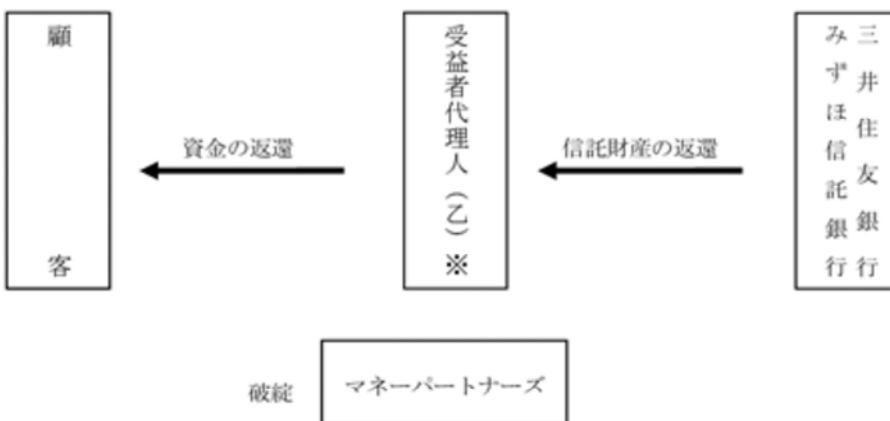 顧客
資金の返還
受益者代理人（乙）※
信託財産の返還
三井住友銀行
みずほ信託銀行
破綻
マネーパートナーズ